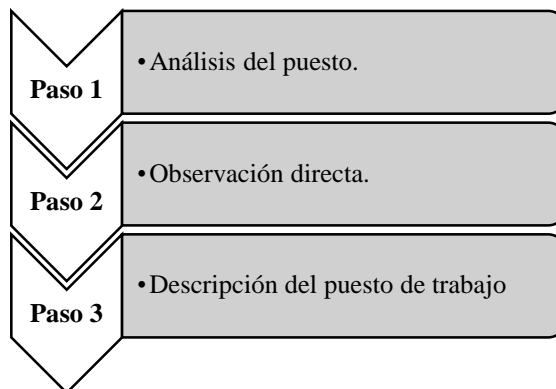 Paso 1
•Análisis del puesto.
Paso 2
•Observación directa.
Paso 3
•Descripción del puesto de trabajo